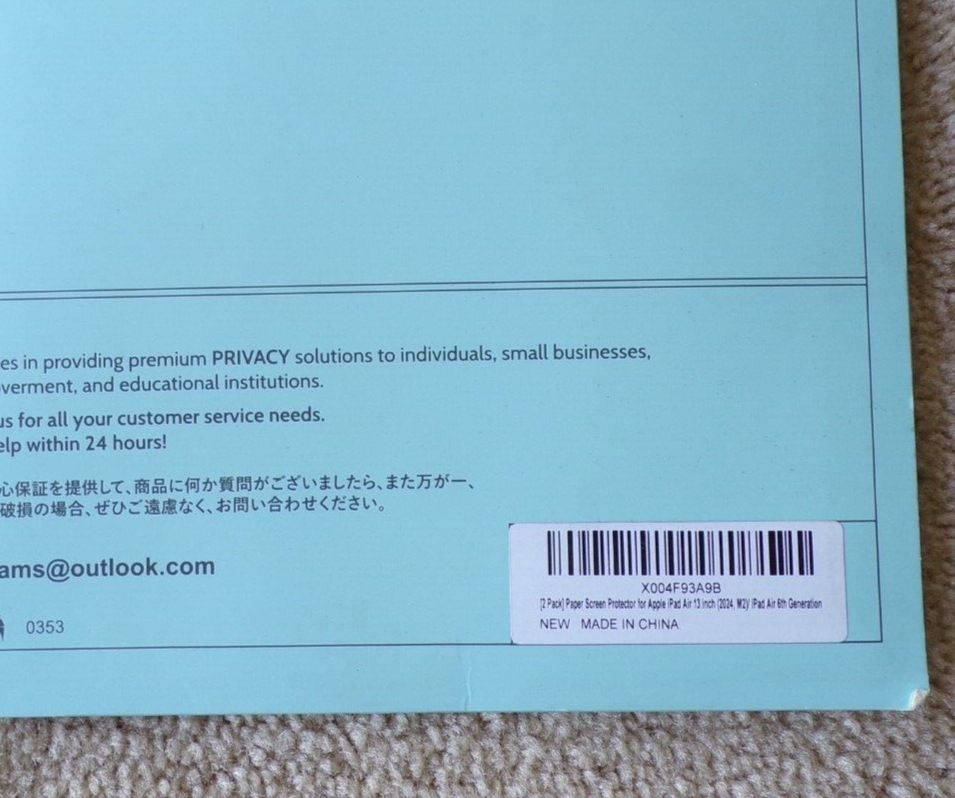 es in providing premium PRIVACY solutions to individuals, small businesses,
verment, and educational institutions.
us for all your customer service needs.
elp within 24 hours!
心保証を提供して、商品に何か質問がございましたら、また万が一、
破損の場合、ぜひご遠慮なく、お問い合わせください。
ams@outlook.com
0353
X004F93A9B
[2 Pack] Paper Screen Protector for Apple iPad Air 13 inch (2024, M2)/ iPad Air 6th Generation
NEW MADE IN CHINA